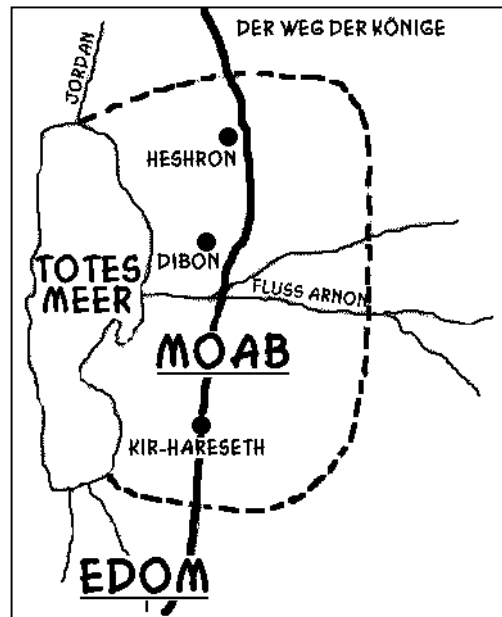 DER WEG DER KÖNIGE
JORDAN
HESHRON
DIBON
TOTES
MEER
FLUSS ARNON
MOAB
KIR-HARESETH
EDOM